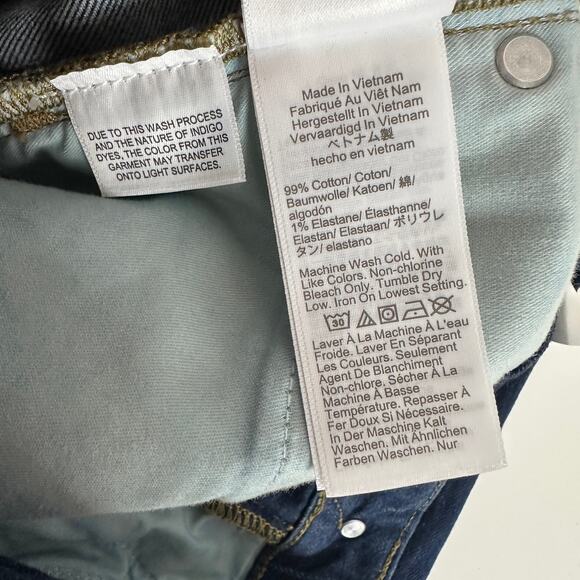 DUE TO THIS WASH PROCESS
AND THE NATURE OF INDIGO
DYES, THE COLOR FROM THIS
GARMENT MAY TRANSFER
ONTO LIGHT SURFACES.
Made In Vietnam
Fabriqué Au Viêt Nam
Hergestellt In Vietnam
Vervaardigd In Vietnam
ベトナム製
hecho en vietnam
99% Cotton/ Coton/
Baumwolle/ Katoen/ 綿/
algodón
1% Elastane/ Élasthanne/
Elastan/ Elastaan/ ポリウレ
タン/ elastano
Machine Wash Cold. With
Like Colors. Non-chlorine
Bleach Only. Tumble Dry
Low. Iron On Lowest Setting.
30
Laver À La Machine À L'eau
Froide. Laver En Séparant
Les Couleurs. Seulement
Agent De Blanchiment
Non-chlore. Sécher À La
Machine À Basse
Température. Repasser À
Fer Doux Si Nécessaire.
In Der Maschine Kalt
Waschen. Mit Ähnlichen
Farben Waschen. Nur